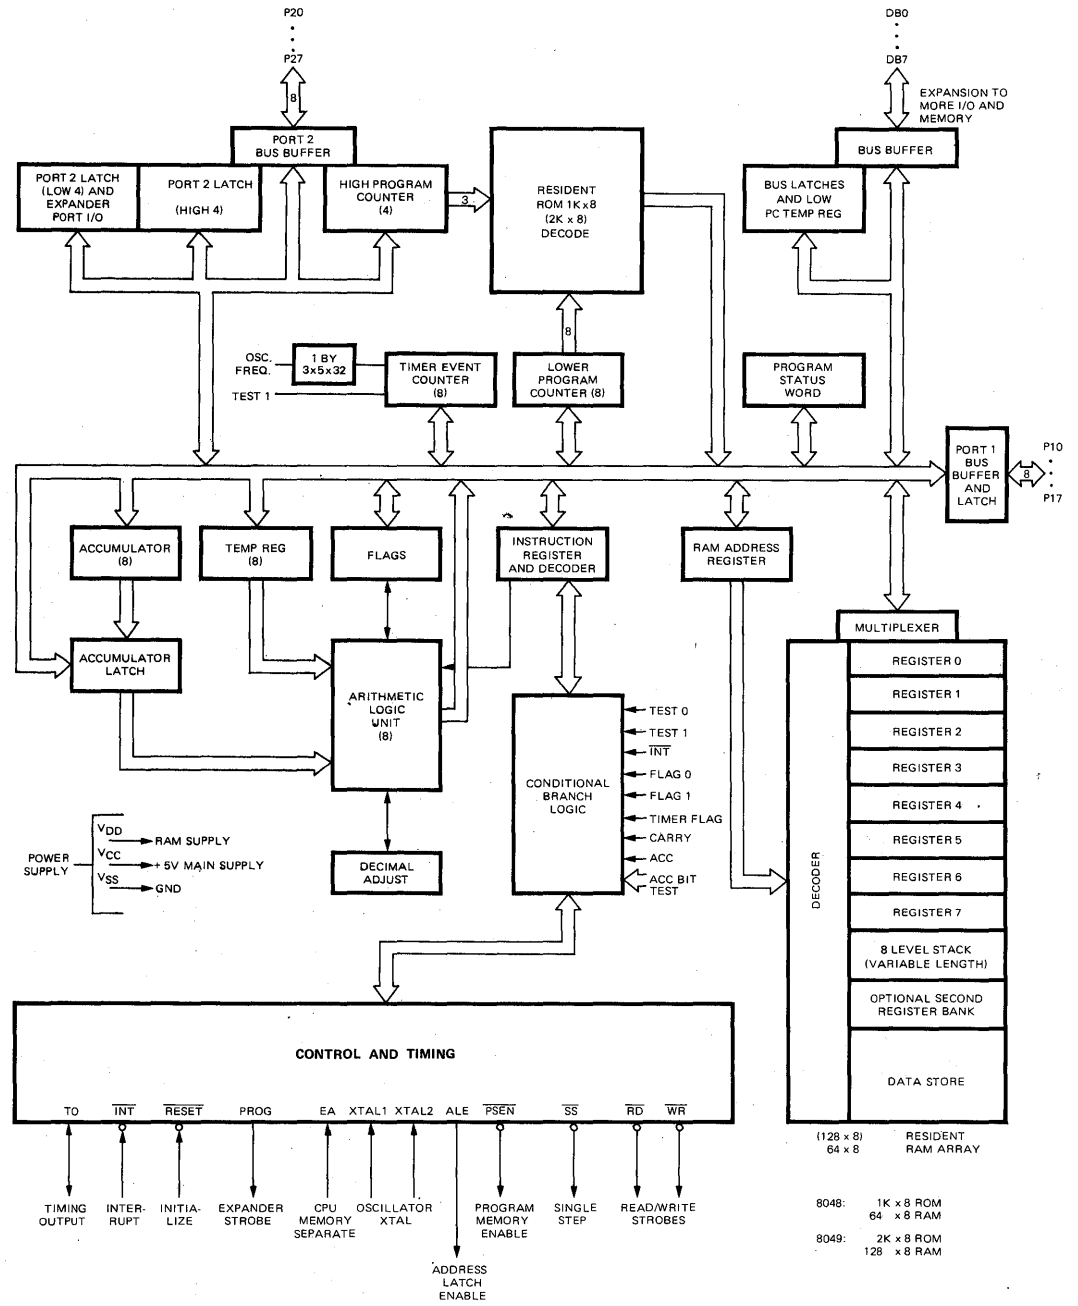 P20
P27
8
PORT 2
BUS BUFFER
PORT 2 LATCH
(LOW 4) AND
EXPANDER
PORT I/O
PORT 2 LATCH
(HIGH 4)
HIGH PROGRAM
COUNTER
(4)
3
RESIDENT
ROM 1K x 8
(2K x 8)
DECODE
DB0
DB7
EXPANSION TO
MORE I/O AND
MEMORY
BUS BUFFER
BUS LATCHES
AND LOW
PC TEMP REG
8
OSC.
FREQ.
1 BY
3x5x32
TEST 1
TIMER EVENT
COUNTER
(8)
LOWER
PROGRAM
COUNTER (8)
PROGRAM
STATUS
WORD
PORT 1
BUS
BUFFER
AND
LATCH
8
P10
P17
ACCUMULATOR
(8)
TEMP REG
(8)
FLAGS
INSTRUCTION
REGISTER
AND DECODER
RAM ADDRESS
REGISTER
ACCUMULATOR
LATCH
ARITHMETIC
LOGIC
UNIT
(8)
DECIMAL
ADJUST
CONDITIONAL
BRANCH
LOGIC
TEST 0
TEST 1
INT
FLAG 0
FLAG 1
TIMER FLAG
CARRY
ACC
ACC BIT
TEST
MULTIPLEXER
DECODER
REGISTER 0
REGISTER 1
REGISTER 2
REGISTER 3
REGISTER 4
REGISTER 5
REGISTER 6
REGISTER 7
8 LEVEL STACK
(VARIABLE LENGTH)
OPTIONAL SECOND
REGISTER BANK
DATA STORE
(128 x 8) RESIDENT
64 x 8 RAM ARRAY
POWER
SUPPLY
VDD
RAM SUPPLY
VCC
+ 5V MAIN SUPPLY
VSS
GND
CONTROL AND TIMING
TO INT RESET PROG EA XTAL1 XTAL2 ALE PSEN SS RD WR
TIMING
OUTPUT
INTER-
RUPT
INITIA-
LIZE
EXPANDER
STROBE
CPU
MEMORY
SEPARATE
OSCILLATOR
XTAL
ADDRESS
LATCH
ENABLE
PROGRAM
MEMORY
ENABLE
SINGLE
STEP
READ/WRITE
STROBES
8048: 1K x 8 ROM
64 x 8 RAM
8049: 2K x 8 ROM
128 x 8 RAM